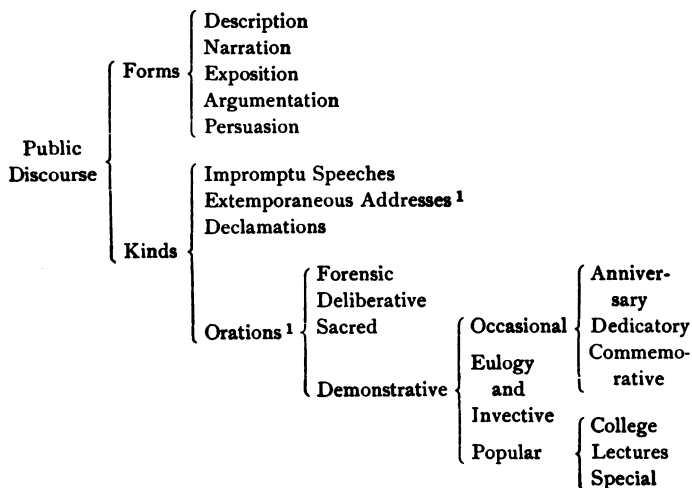 Public
Discourse
Forms
Description
Narration
Exposition
Argumentation
Persuasion
Kinds
Impromptu Speeches
Extemporaneous Addresses 1
Declamations
Orations 1
Forensic
Deliberative
Sacred
Demonstrative
Occasional
Anniver-
sary
Dedicatory
Commemo-
rative
Eulogy
and
Invective
Popular
College
Lectures
Special